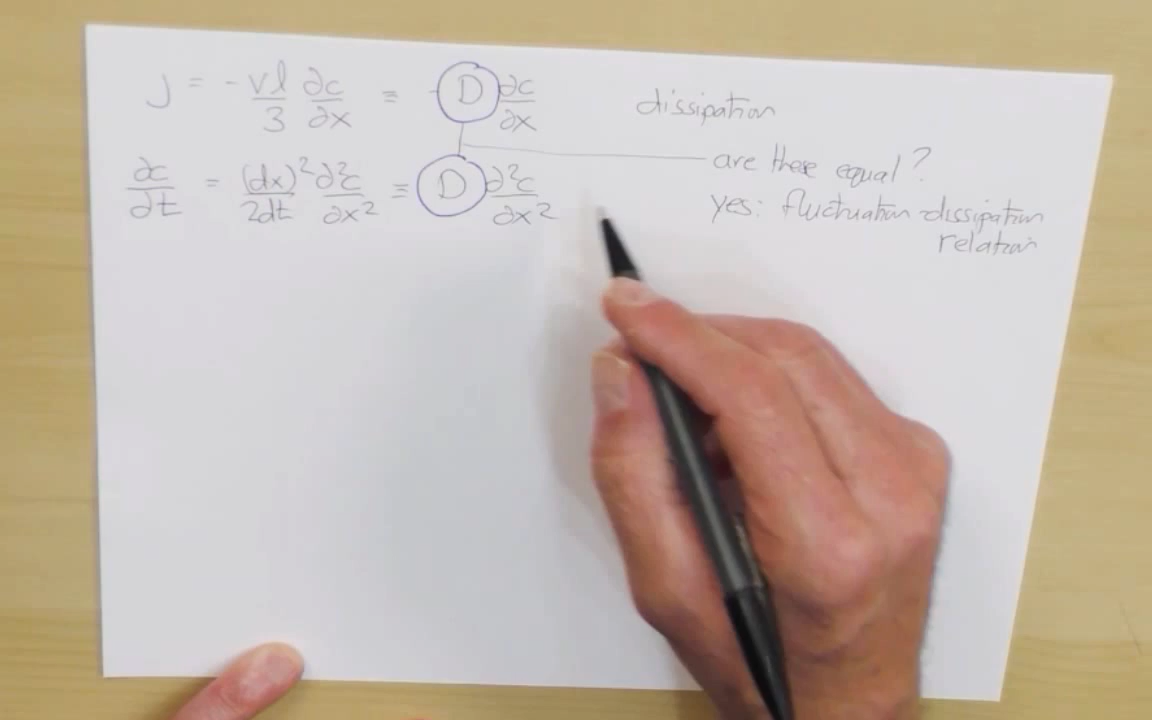 J = - vl/3 ∂c/∂x ≡ - D ∂c/∂x dissipation
are these equal?
∂c/∂t = (dx)²/2dt ∂²c/∂x² ≡ D ∂²c/∂x²
yes: fluctuation-dissipation
relation